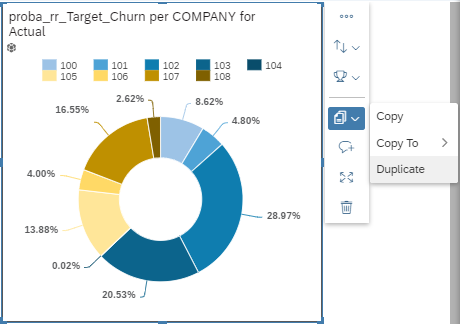 proba_rr_Target_Churn per COMPANY for
Actual
100 101 102 103 104
105 106 107 108
2.62% 8.62%
16.55%
4.80%
4.00%
28.97%
13.88%
0.02%
20.53%
Copy
Copy To
Duplicate